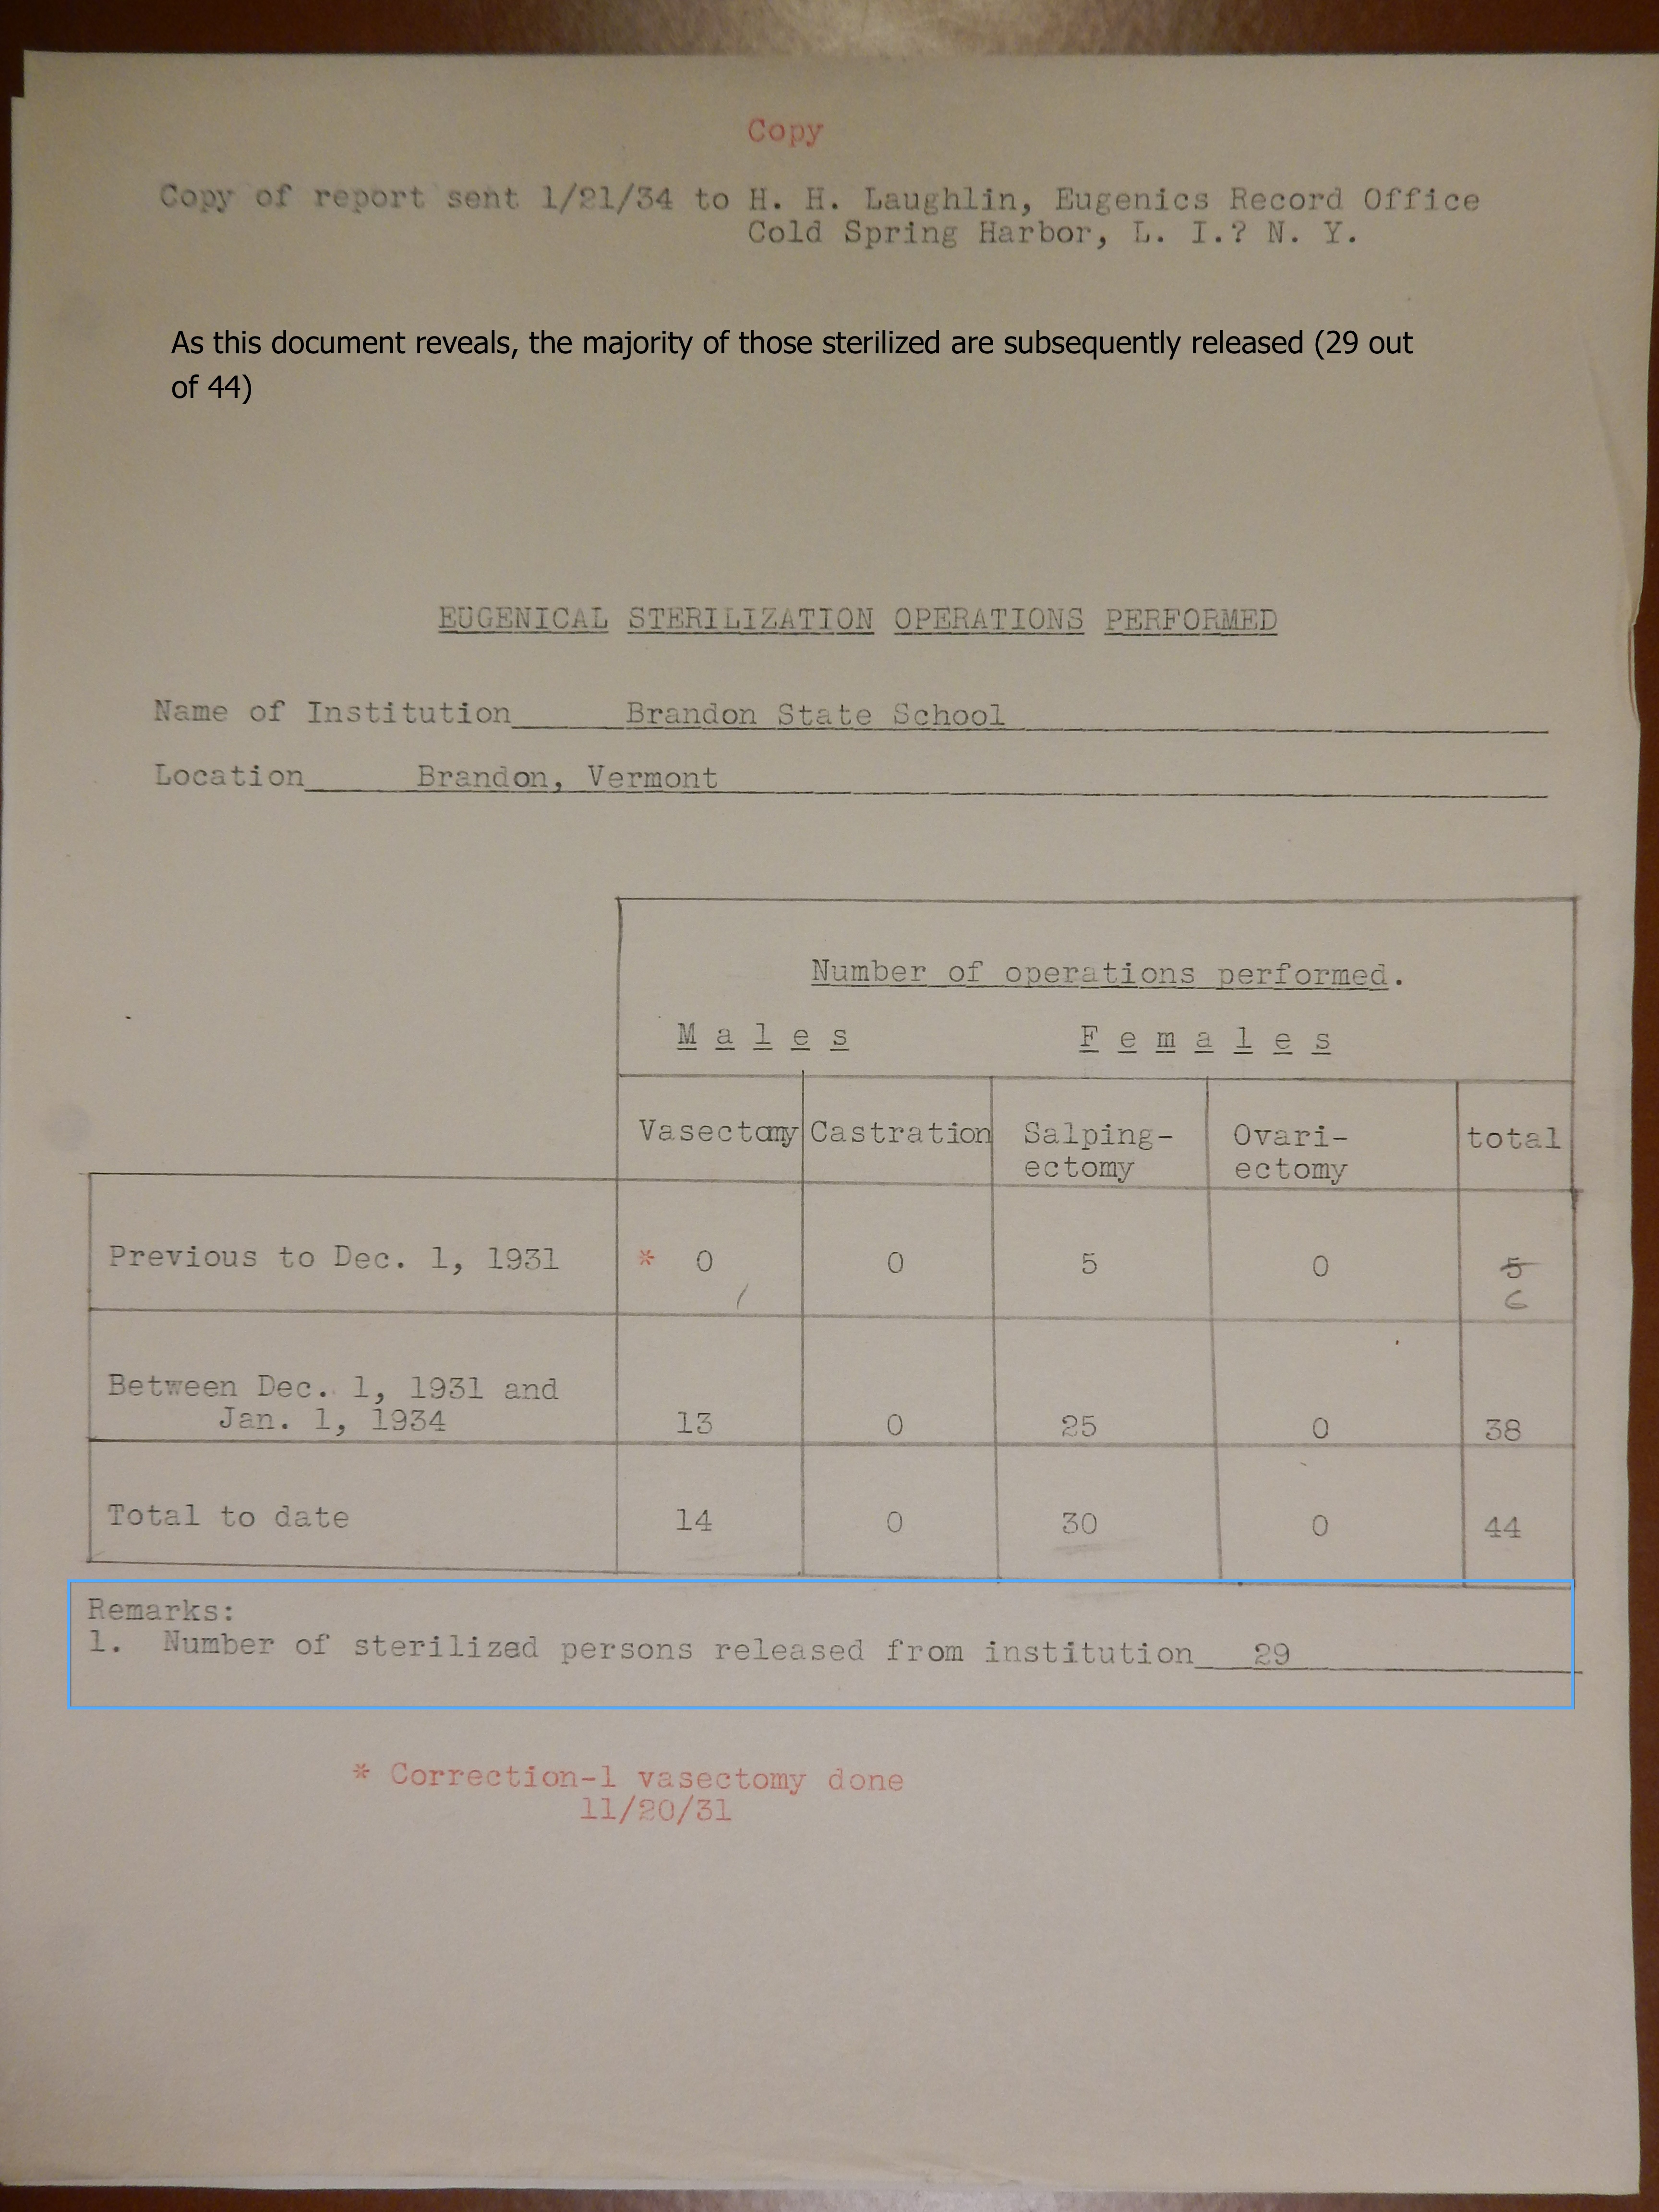 Copy
Copy of report sent 1/21/34 to H. H. Laughlin, Eugenics Record Office
Cold Spring Harbor, L. I.? N. Y.
As this document reveals, the majority of those sterilized are subsequently released (29 out
of 44)
EUGENICAL STERILIZATION OPERATIONS PERFORMED
Name of Institution Brandon State School
Location Brandon, Vermont
Number of operations performed.
Males Females
Vasectomy Castration Salping- Ovari- total
ectomy ectomy
Previous to Dec. 1, 1931 * 0 0 5 0 5
/ 6
Between Dec. 1, 1931 and
Jan. 1, 1934 13 0 25 0 38
Total to date 14 0 30 0 44
Remarks:
1. Number of sterilized persons released from institution 29
* Correction-1 vasectomy done
11/20/31